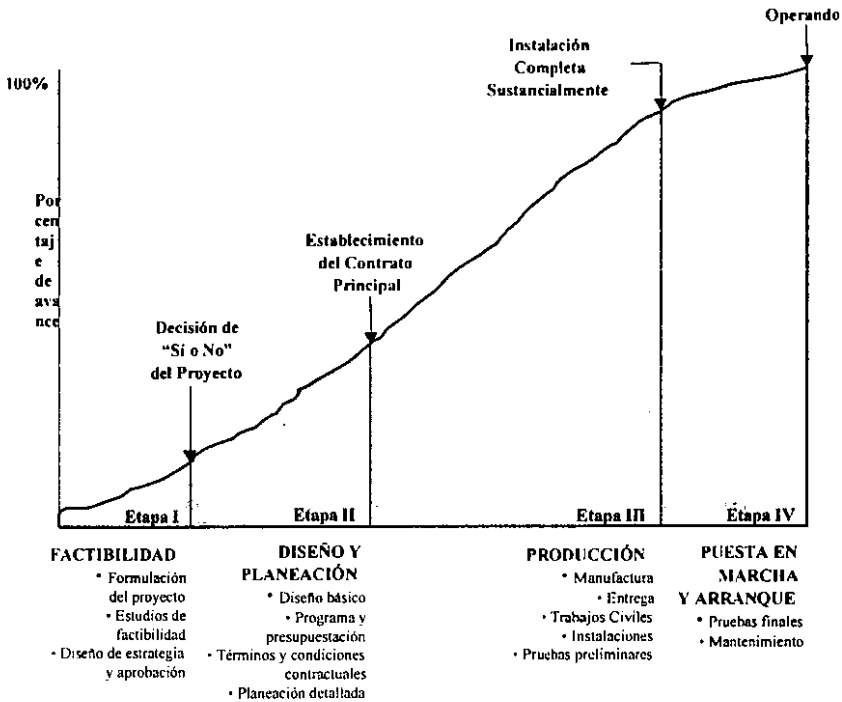 Operando
Instalación
Completa
Sustancialmente
100%
Por
cen
taj
e
de
ava
nce
Establecimiento
del Contrato
Principal
Decisión de
"Sí o No"
del Proyecto
Etapa I
Etapa II
Etapa III
Etapa IV
FACTIBILIDAD
• Formulación
del proyecto
• Estudios de
factibilidad
• Diseño de estrategia
y aprobación
DISEÑO Y
PLANEACIÓN
• Diseño básico
• Programa y
presupuestación
• Términos y condiciones
contractuales
• Planeación detallada
PRODUCCIÓN
• Manufactura
• Entrega
• Trabajos Civiles
• Instalaciones
• Pruebas preliminares
PUESTA EN
MARCHA
Y ARRANQUE
• Pruebas finales
• Mantenimiento